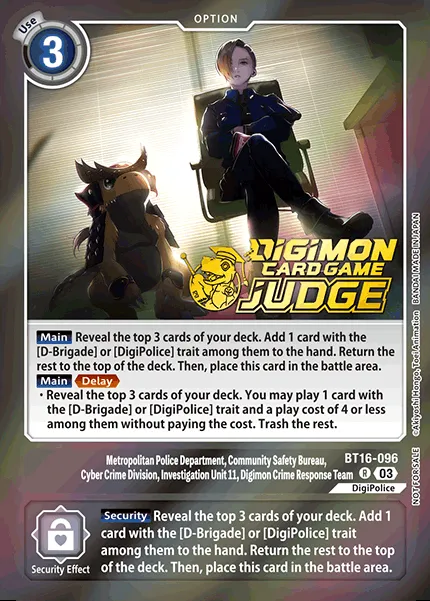 Use
3
OPTION
DIGIMON
CARD GAME
JUDGE
Main Reveal the top 3 cards of your deck. Add 1 card with the
[D-Brigade] or [DigiPolice] trait among them to the hand. Return the
rest to the top of the deck. Then, place this card in the battle area.
Main Delay
・Reveal the top 3 cards of your deck. You may play 1 card with
the [D-Brigade] or [DigiPolice] trait and a play cost of 4 or less
among them without paying the cost. Trash the rest.
Metropolitan Police Department, Community Safety Bureau,
Cyber Crime Division, Investigation Unit 11, Digimon Crime Response Team
BT16-096
R 03
DigiPolice
Security Effect
Security Reveal the top 3 cards of your deck. Add 1
card with the [D-Brigade] or [DigiPolice] trait
among them to the hand. Return the rest to the top
of the deck. Then, place this card in the battle area.
NOT FOR SALE ©Akiyoshi Hongo, Toei Animation BANDAI MADE IN JAPAN